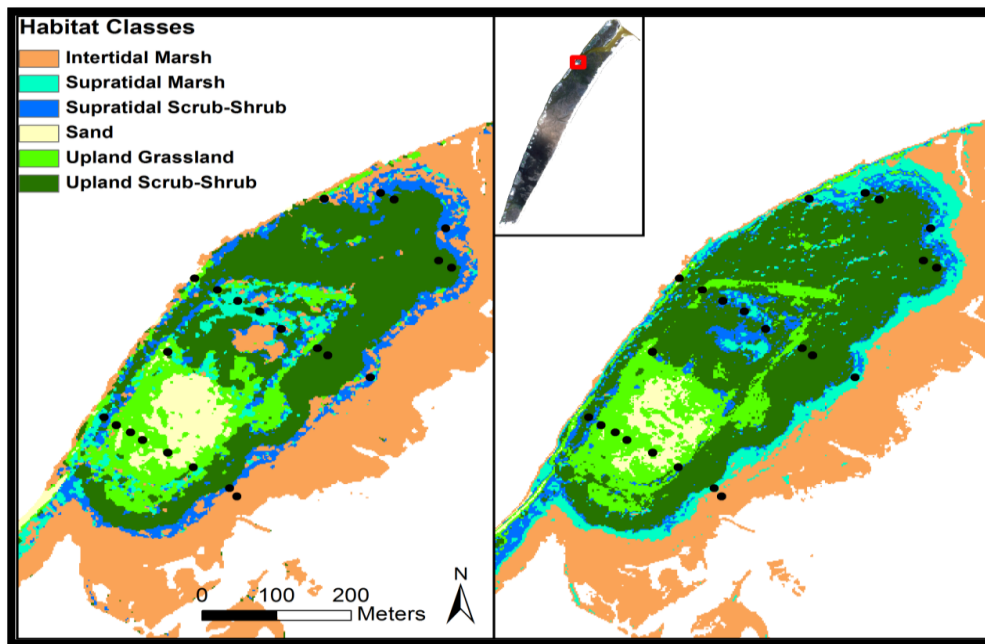 Habitat Classes
Intertidal Marsh
Supratidal Marsh
Supratidal Scrub-Shrub
Sand
Upland Grassland
Upland Scrub-Shrub
N
0 100 200
Meters